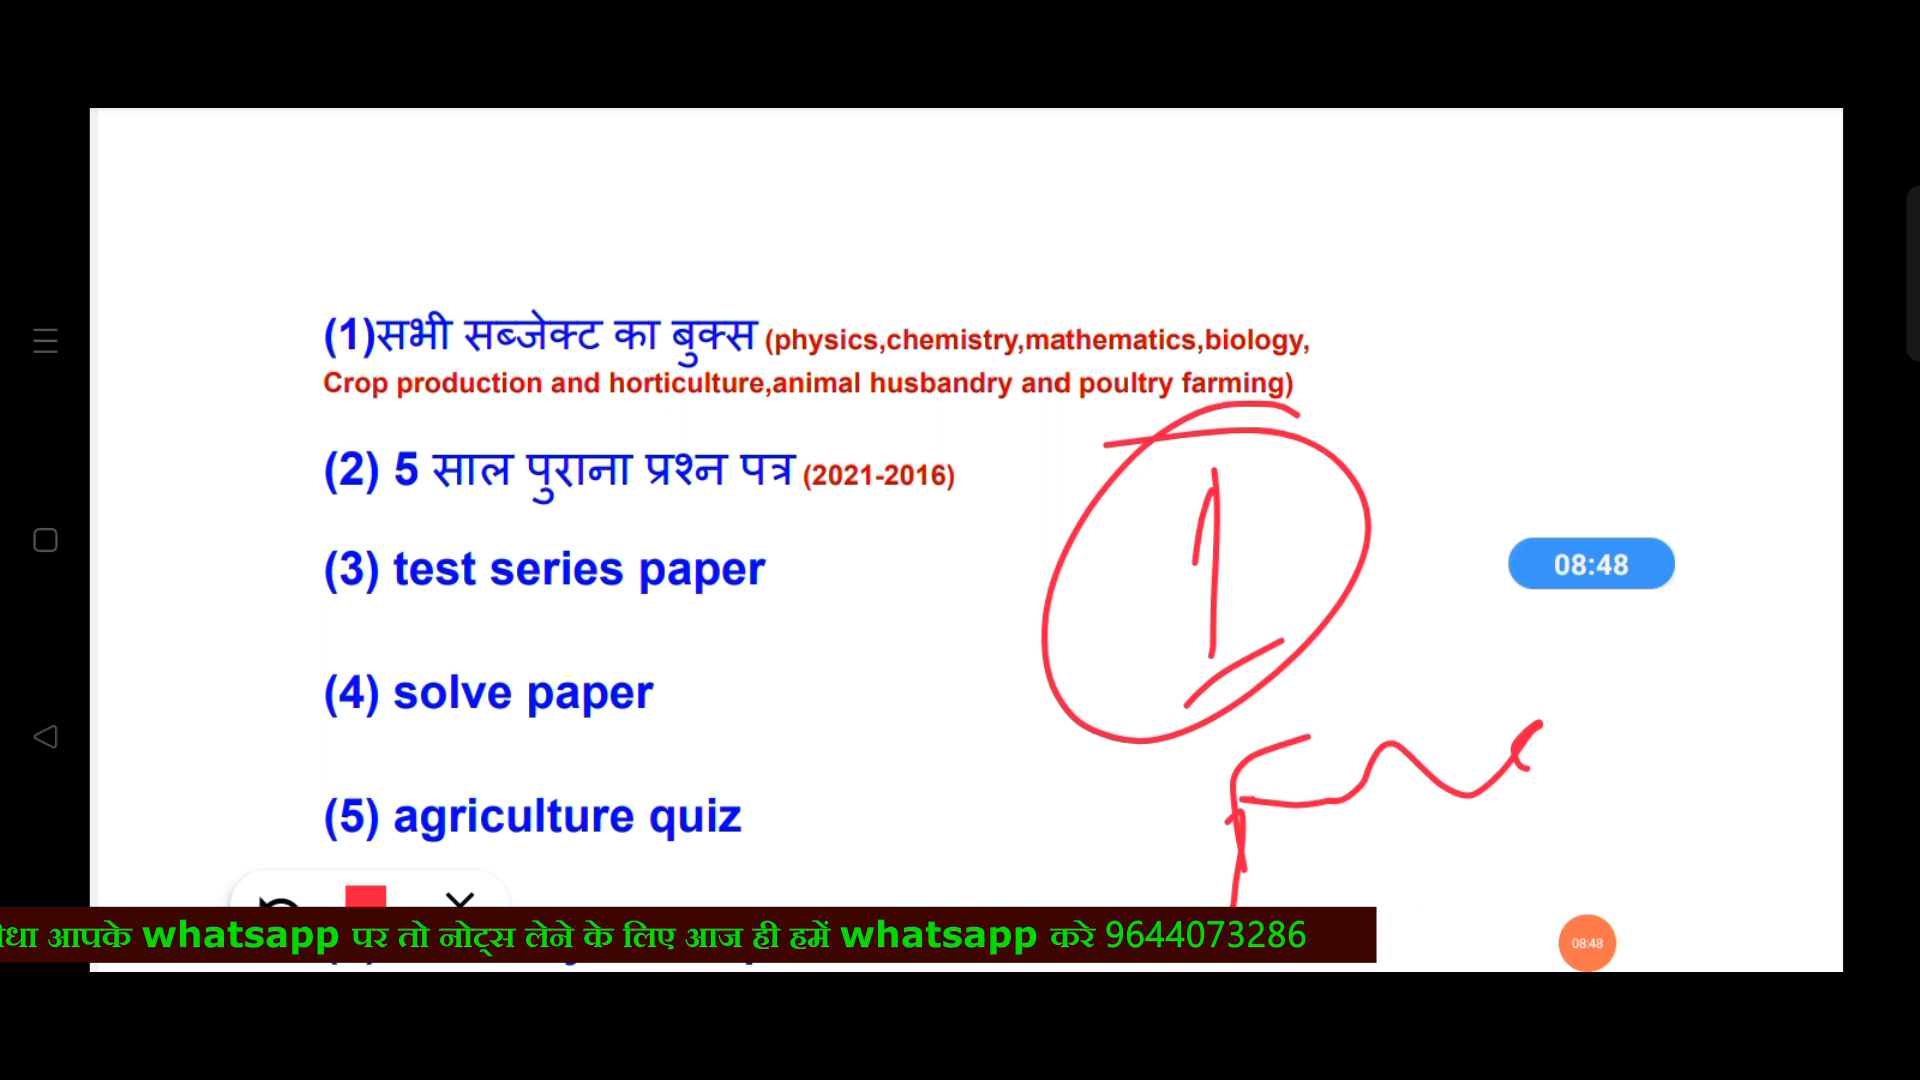 (1)सभी सब्जेक्ट का बुक्स (physics,chemistry,mathematics,biology,
Crop production and horticulture,animal husbandry and poultry farming)
(2) 5 साल पुराना प्रश्न पत्र (2021-2016)
1
(3) test series paper
08:48
(4) solve paper
(5) agriculture quiz
आपके whatsapp पर तो नोट्स लेने के लिए आज ही हमें whatsapp करे 9644073286
08:48